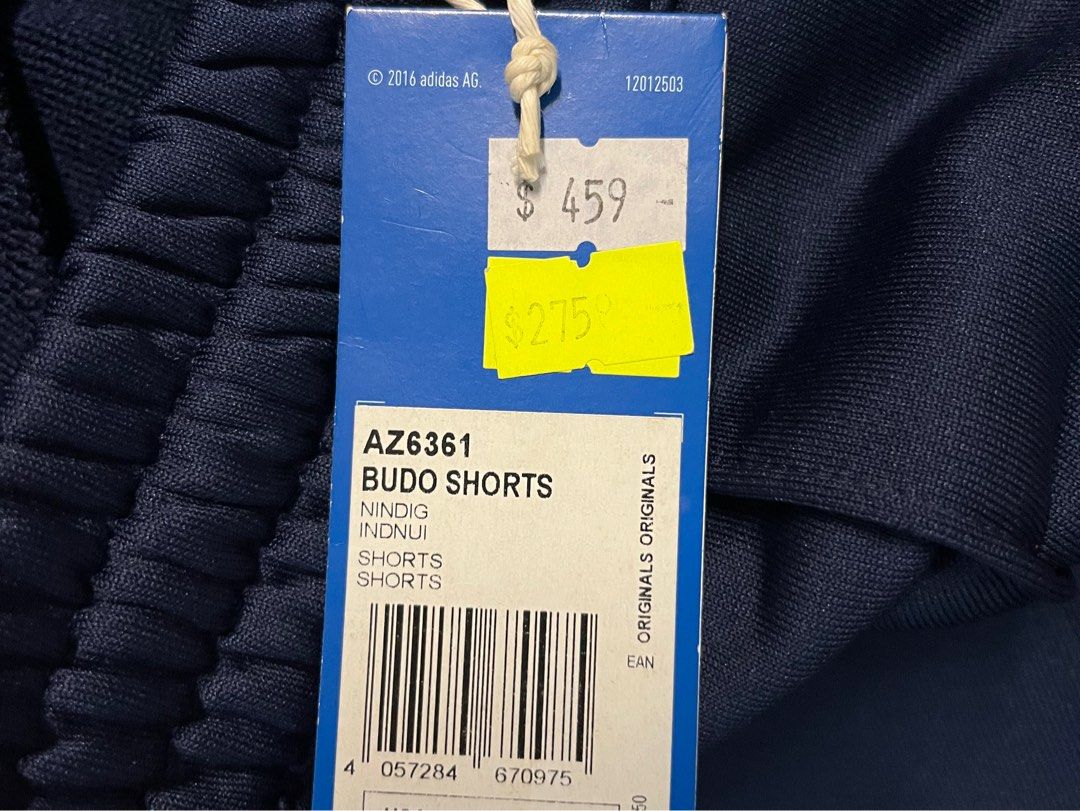 © 2016 adidas AG.
12012503
$ 459
$275
AZ6361
BUDO SHORTS
NINDIG
INDNUI
SHORTS
SHORTS
ORIGINALS ORIGINALS
EAN
4 057284 670975